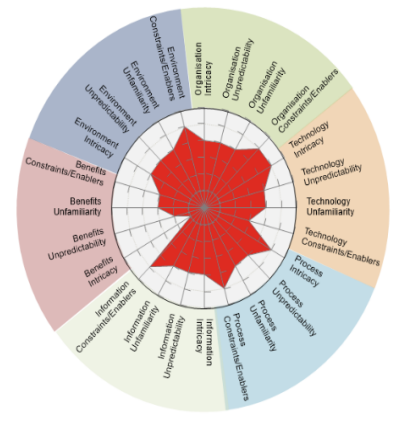 Organisation
Intricacy
Organisation
Unpredictability
Organisation
Unfamiliarity
Organisation
Constraints/Enablers
Technology
Intricacy
Technology
Unpredictability
Technology
Unfamiliarity
Technology
Constraints/Enablers
Process
Intricacy
Process
Unpredictability
Process
Unfamiliarity
Process
Constraints/Enablers
Information
Intricacy
Information
Unpredictability
Information
Unfamiliarity
Information
Constraints/Enablers
Benefits
Intricacy
Benefits
Unpredictability
Benefits
Unfamiliarity
Benefits
Constraints/Enablers
Environment
Intricacy
Environment
Unpredictability
Environment
Unfamiliarity
Environment
Constraints/Enablers